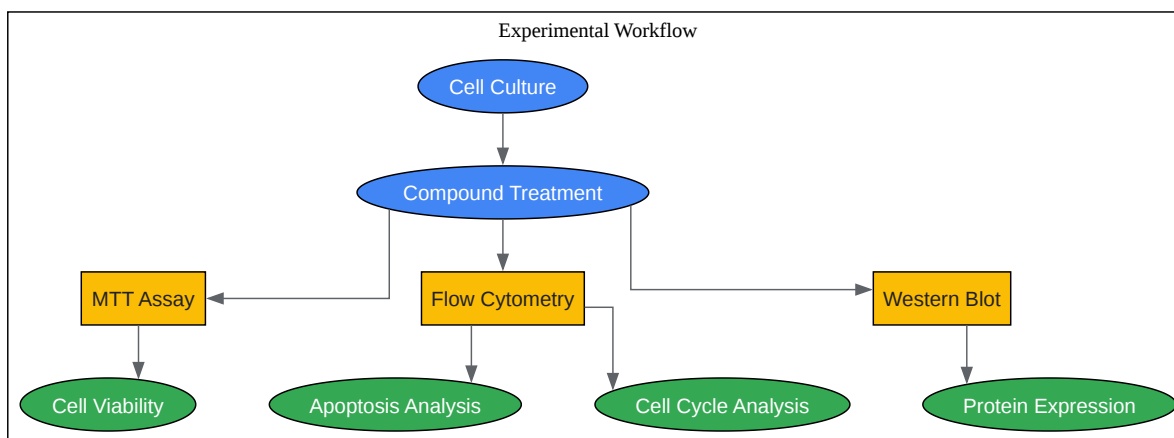 Experimental Workflow
Cell Culture
Compound Treatment
MTT Assay
Flow Cytometry
Western Blot
Cell Viability
Apoptosis Analysis
Cell Cycle Analysis
Protein Expression